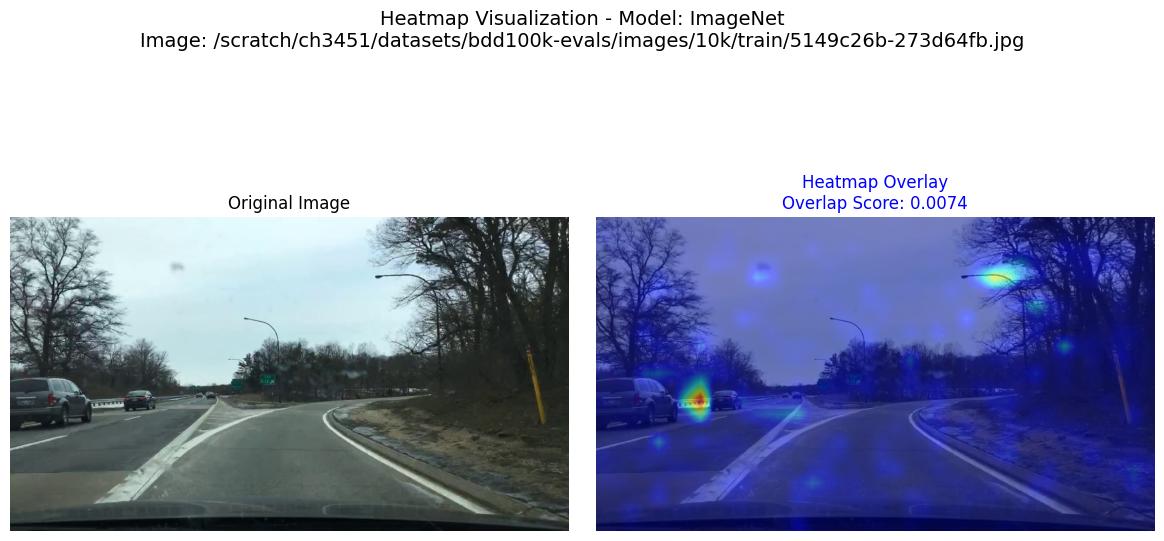 Heatmap Visualization - Model: ImageNet
Image: /scratch/ch3451/datasets/bdd100k-evals/images/10k/train/5149c26b-273d64fb.jpg
Original Image
Heatmap Overlay
Overlap Score: 0.0074